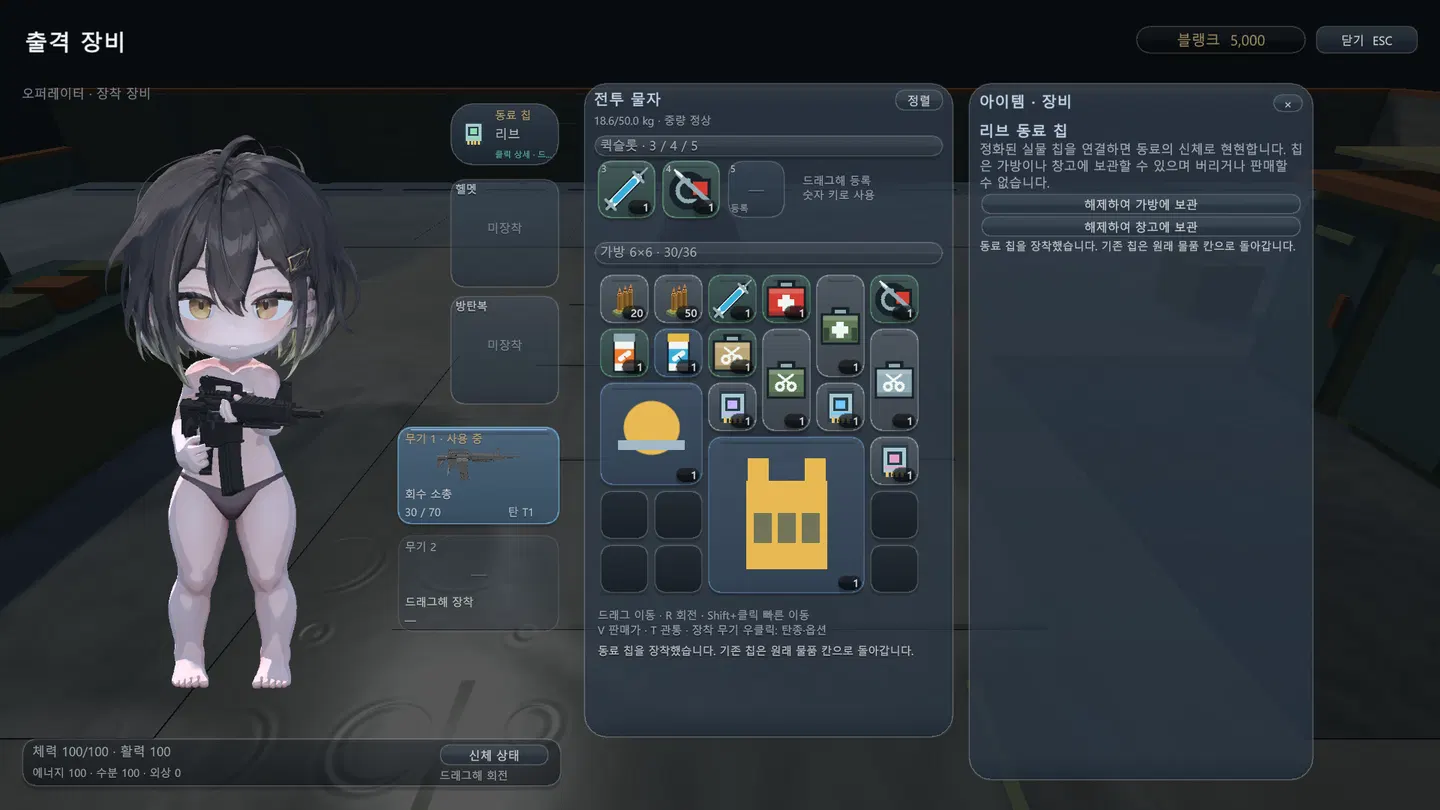 출격 장비
블랭크 5,000
닫기 ESC
오퍼레이터 · 장착 장비
동료 칩
리브
클릭 상세 · 드…
헬멧
미장착
방탄복
미장착
무기 1 · 사용 중
회수 소총
30 / 70
탄 T1
무기 2
—
드래그해 장착
—
체력 100/100 · 활력 100
에너지 100 · 수분 100 · 외상 0
신체 상태
드래그해 회전
전투 물자
정렬
18.6/50.0 kg · 중량 정상
퀵슬롯 · 3 / 4 / 5
3
1
4
1
5
—
등록
드래그해 등록
숫자 키로 사용
가방 6×6 · 30/36
20
50
1
1
1
1
1
1
1
1
1
1
1
1
1
1
드래그 이동 · R 회전 · Shift+클릭 빠른 이동
V 판매가 · T 관통 · 장착 무기 우클릭: 탄종·옵션
동료 칩을 장착했습니다. 기존 칩은 원래 물품 칸으로 돌아갑니다.
아이템 · 장비
×
리브 동료 칩
정화된 실물 칩을 연결하면 동료의 신체로 현현합니다. 칩
은 가방이나 창고에 보관할 수 있으며 버리거나 판매할
수 없습니다.
해제하여 가방에 보관
해제하여 창고에 보관
동료 칩을 장착했습니다. 기존 칩은 원래 물품 칸으로 돌아갑니다.